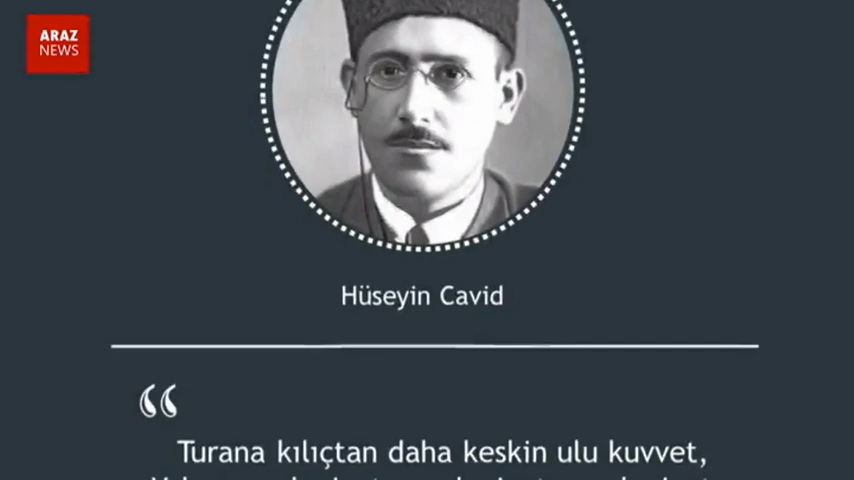 ARAZ
NEWS
Hüseyin Cavid
“
Turana kılıçtan daha keskin ulu kuvvet,